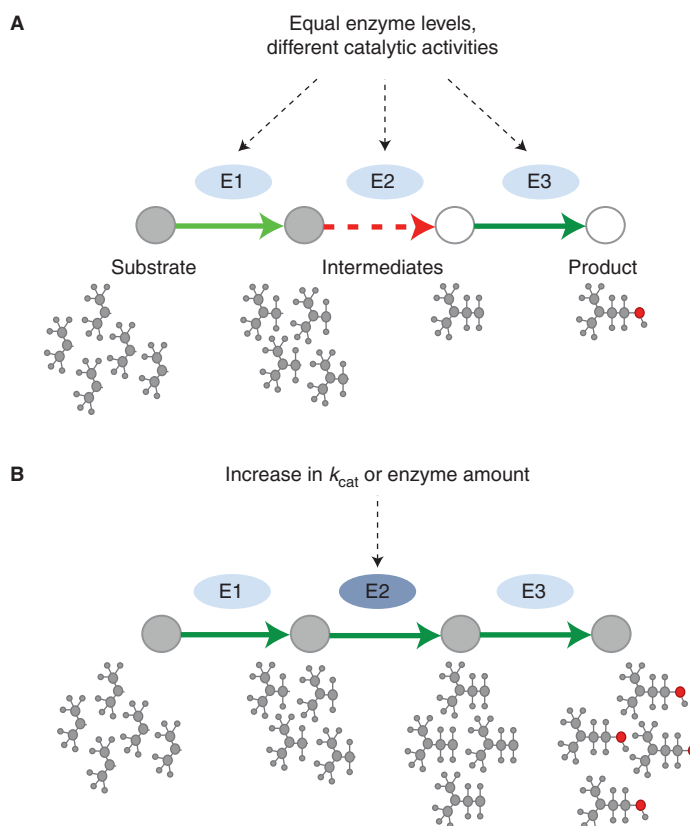 A
Equal enzyme levels,
different catalytic activities
E1
E2
E3
Substrate
Intermediates
Product
B
Increase in kcat or enzyme amount
E1
E2
E3